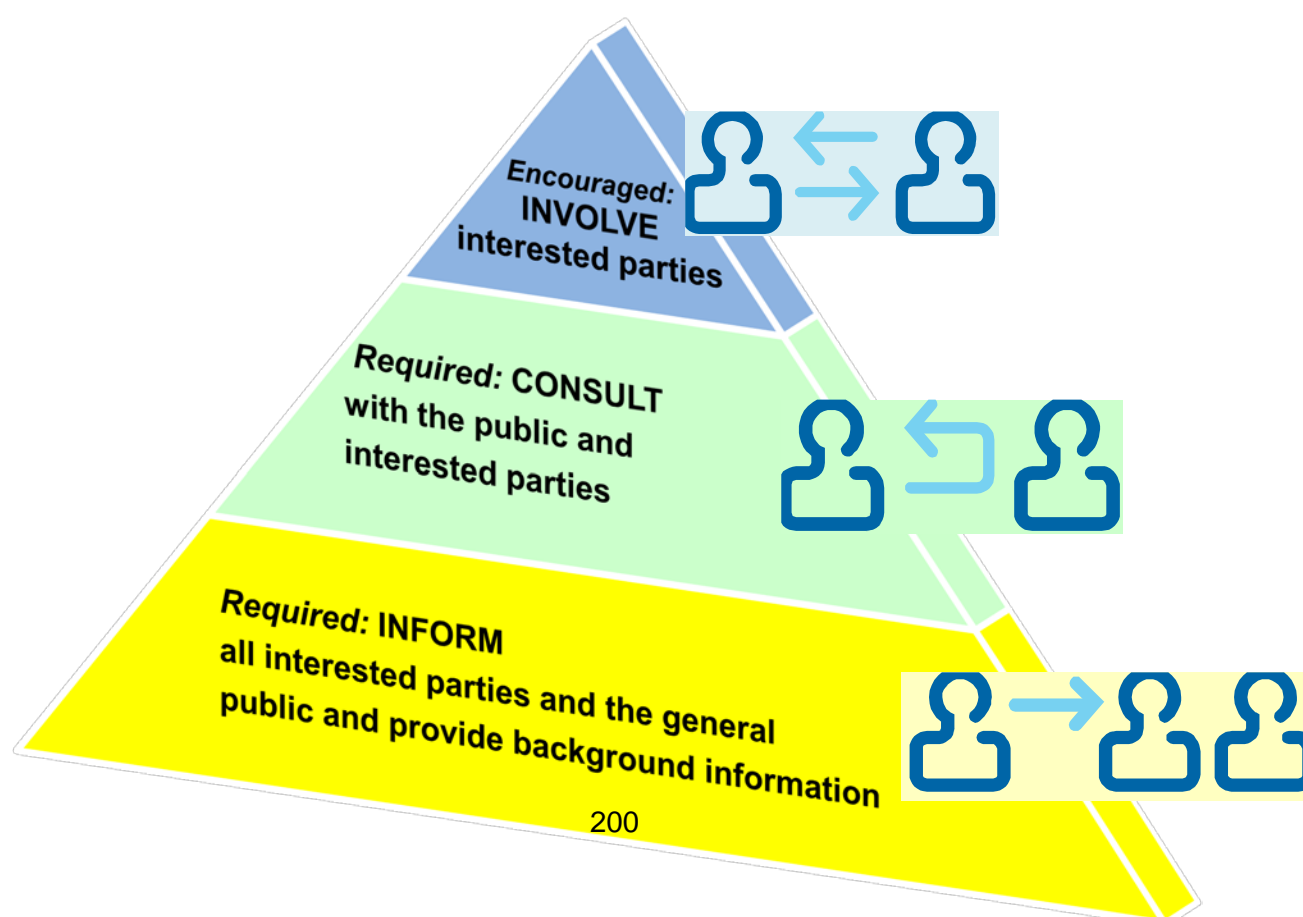 Encouraged:
INVOLVE
interested parties
Required: CONSULT
with the public and
interested parties
Required: INFORM
all interested parties and the general
public and provide background information
200